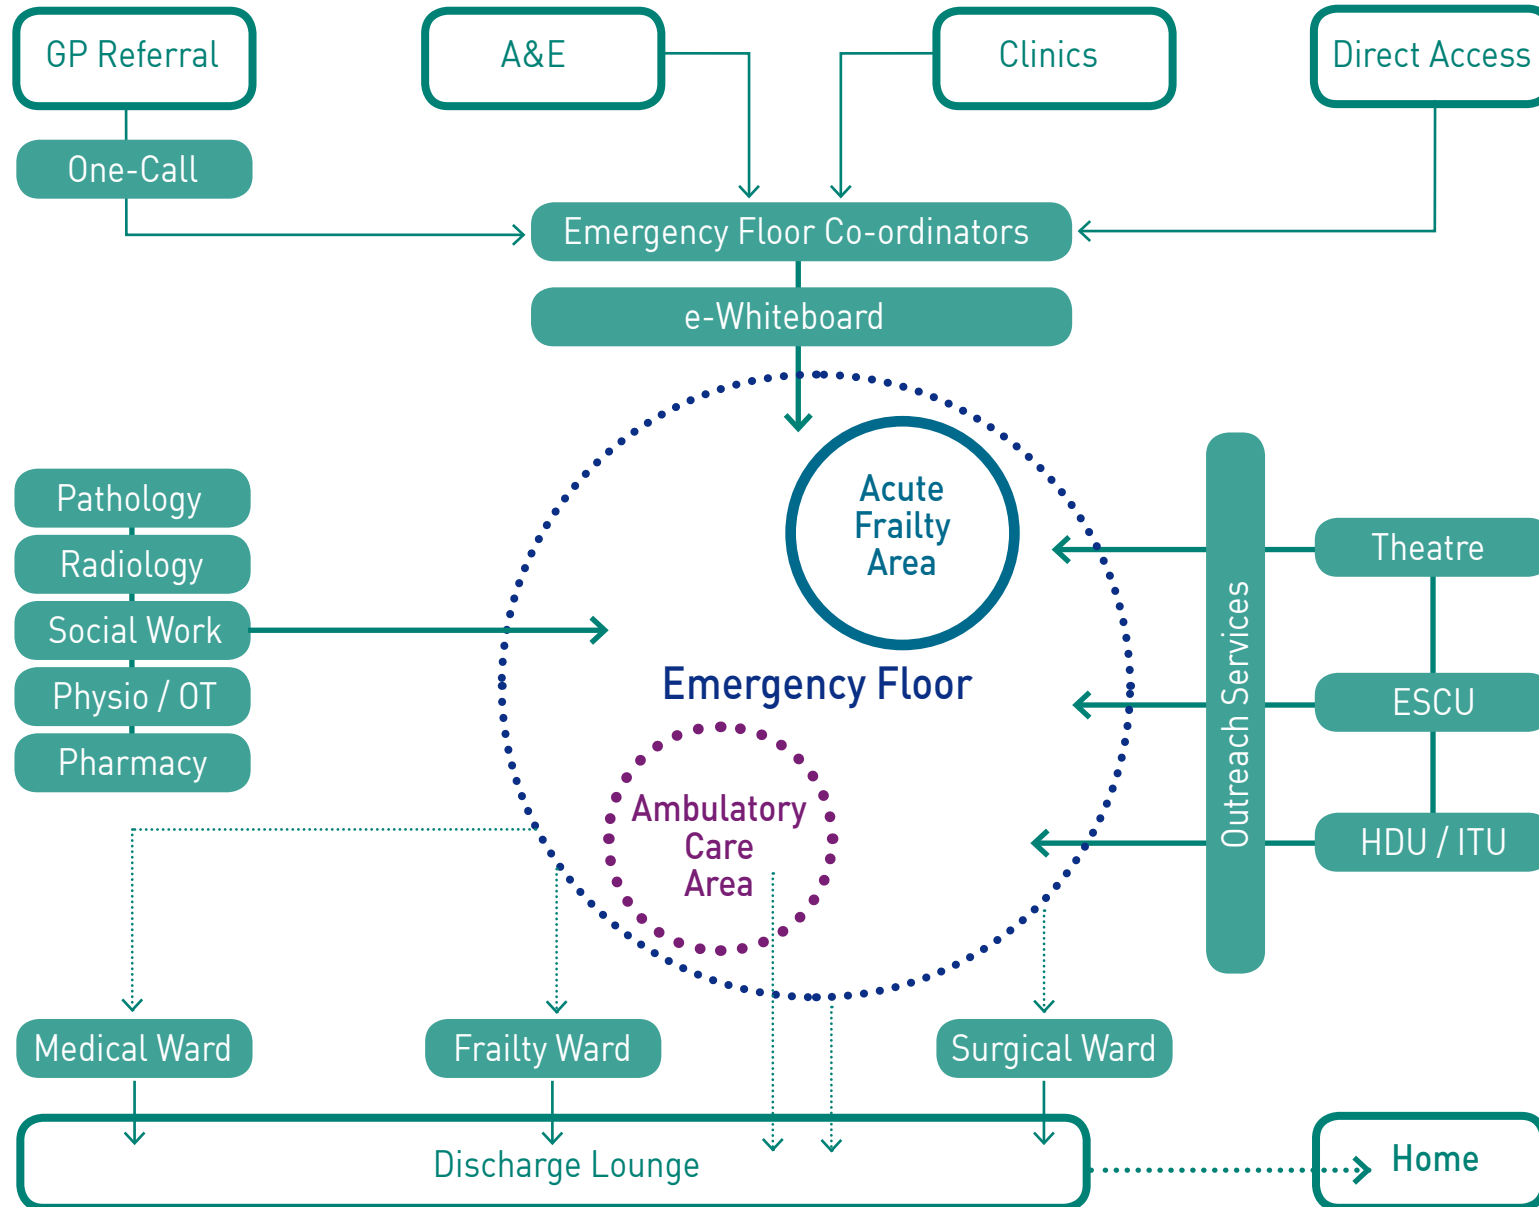 GP Referral
A&E
Clinics
Direct Access
One-Call
Emergency Floor Co-ordinators
e-Whiteboard
Pathology
Radiology
Social Work
Physio / OT
Pharmacy
Acute
Frailty
Area
Emergency Floor
Ambulatory
Care
Area
Outreach Services
Theatre
ESCU
HDU / ITU
Medical Ward
Frailty Ward
Surgical Ward
Discharge Lounge
Home